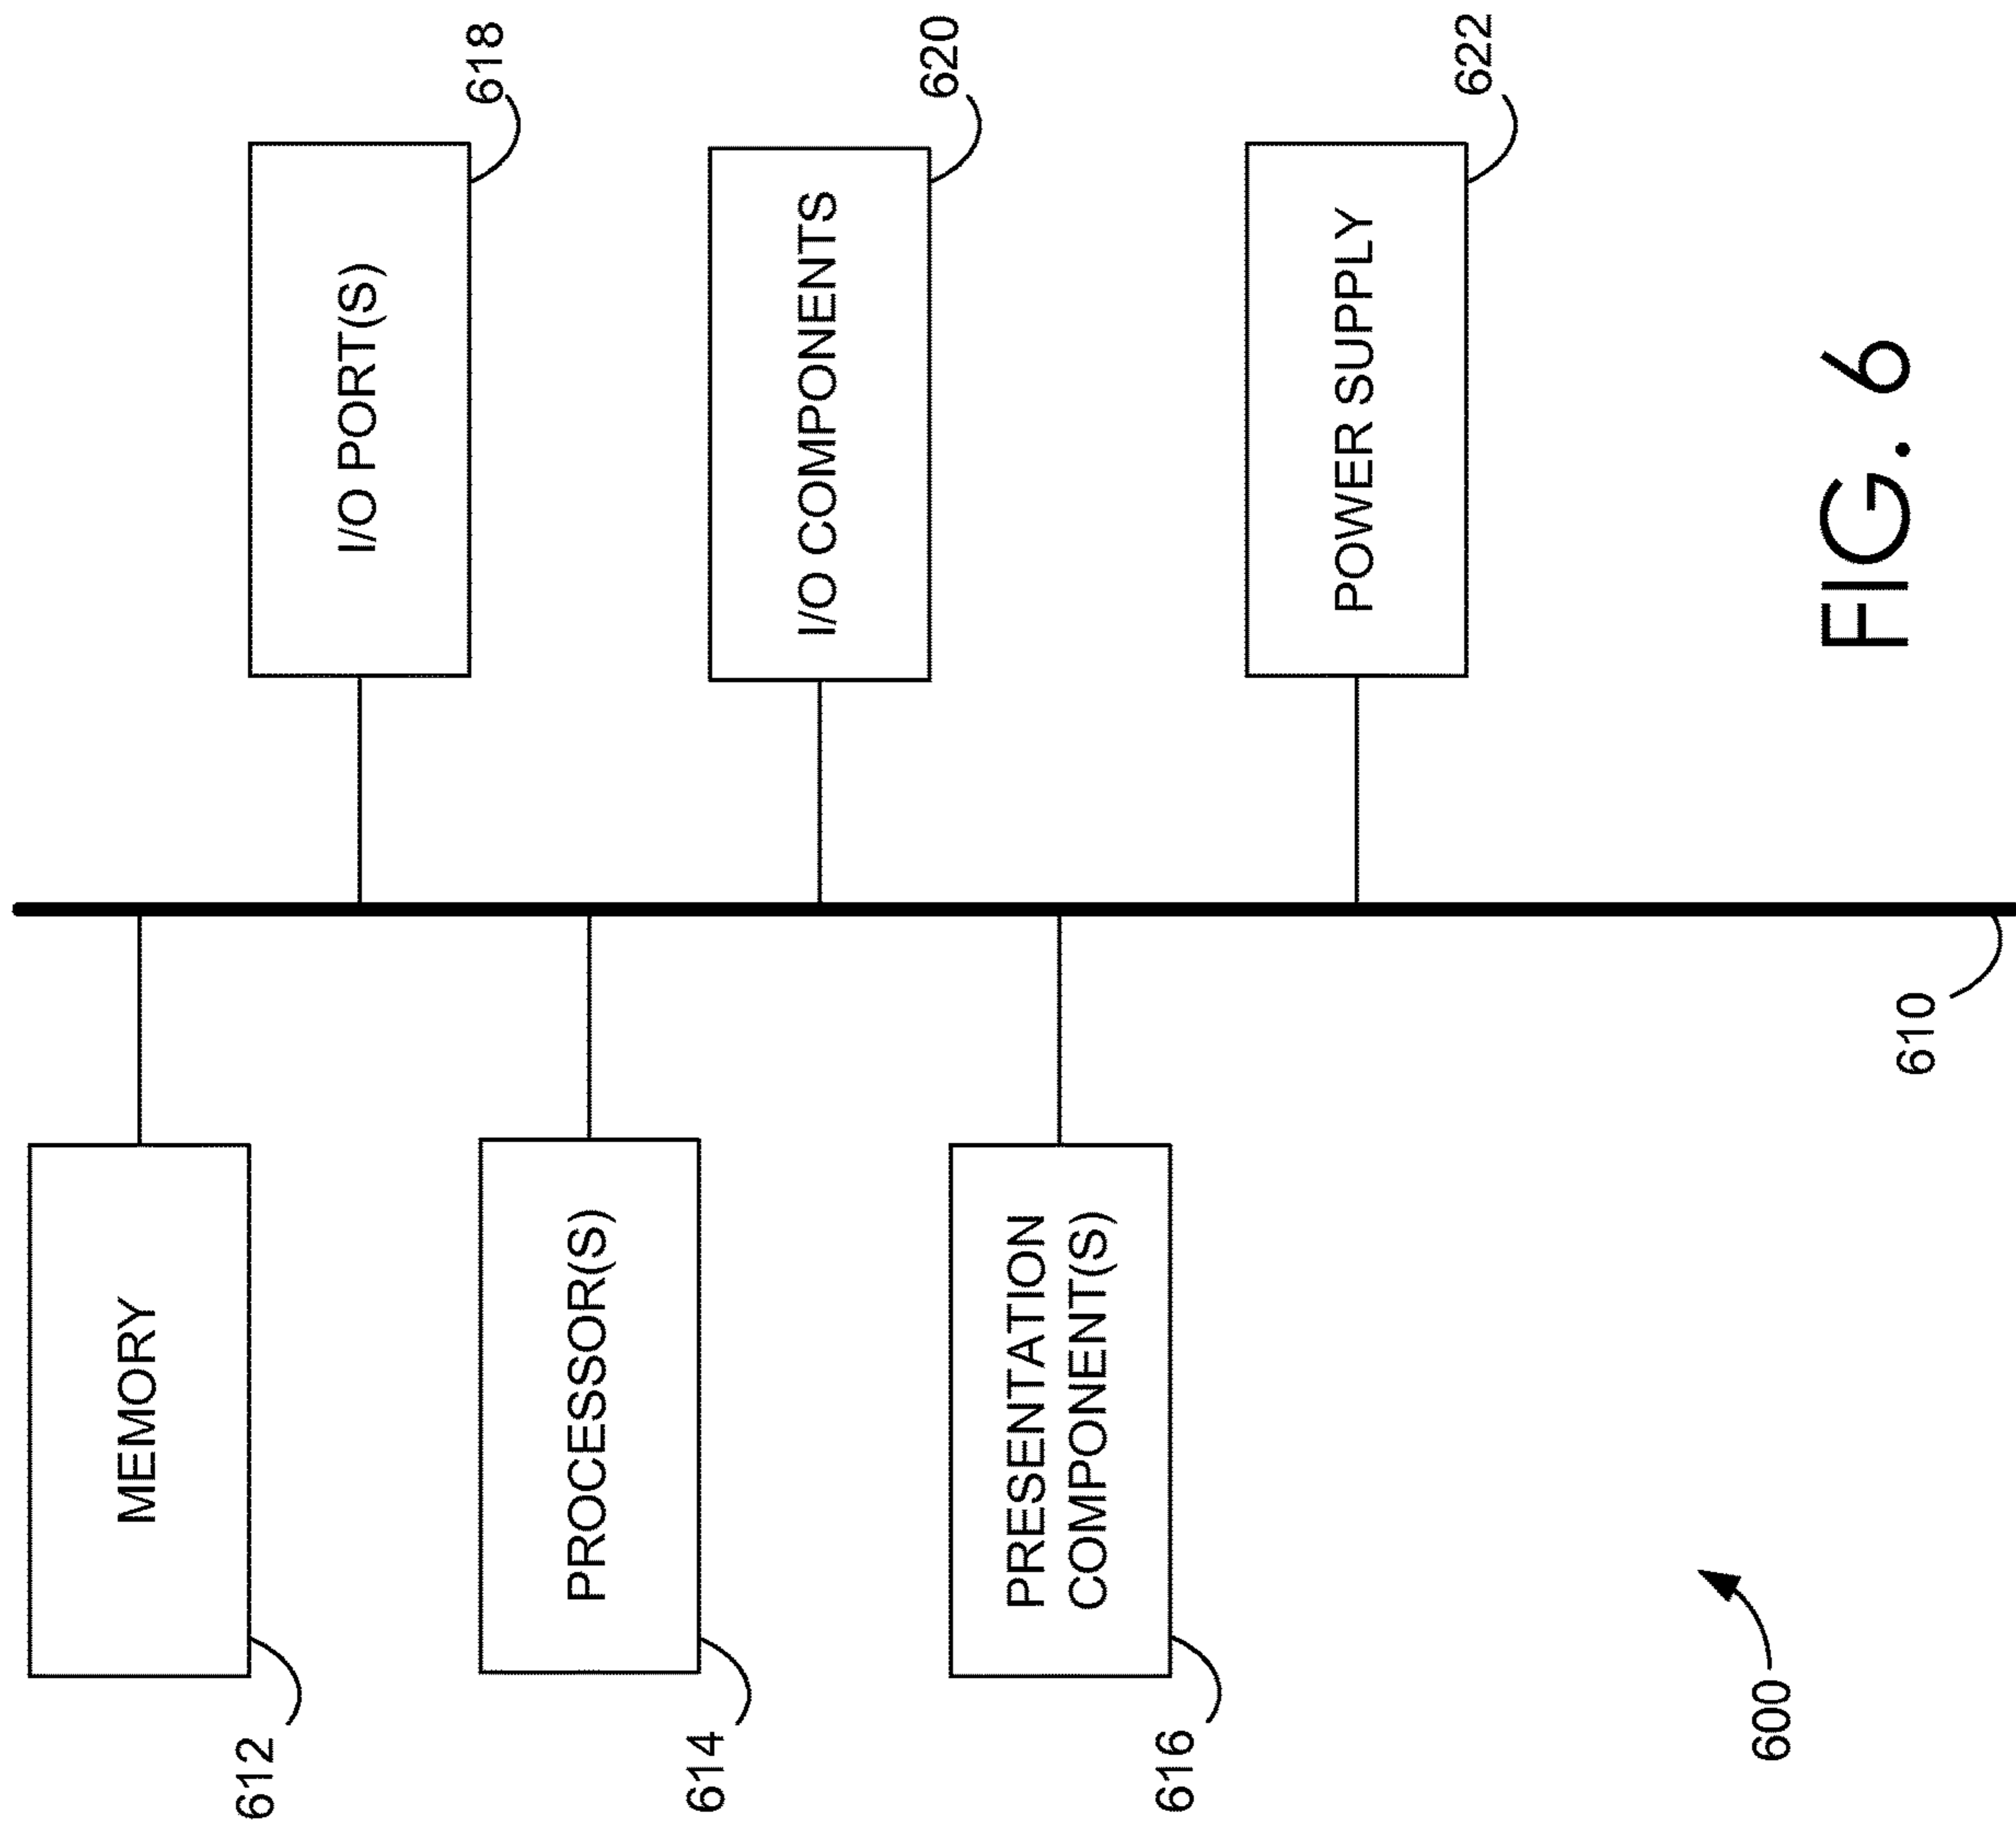 MEMORY
612
PROCESSOR(S)
614
PRESENTATION
COMPONENT(S)
616
I/O PORT(S)
618
I/O COMPONENTS
620
POWER SUPPLY
622
610
600
FIG. 6